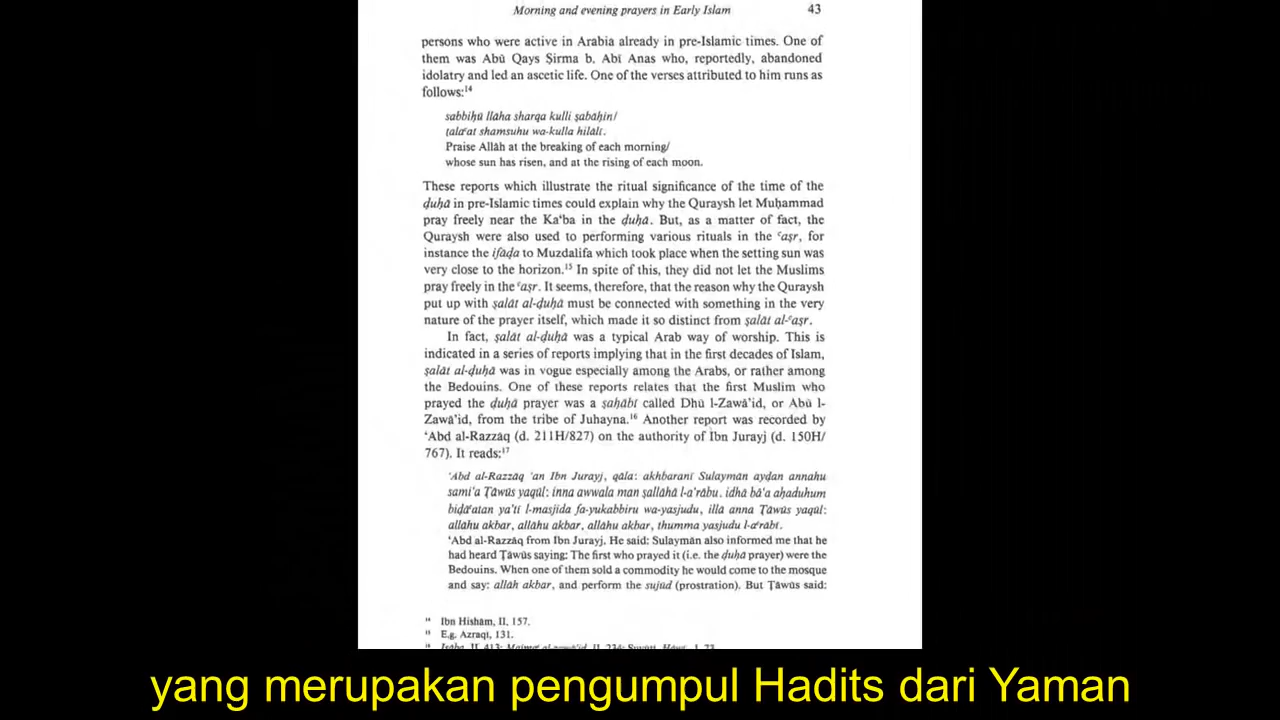 Morning and evening prayers in Early Islam 43
persons who were active in Arabia already in pre-Islamic times. One of
them was Abū Qays Ṣirma b. Abī Anas who, reportedly, abandoned
idolatry and led an ascetic life. One of the verses attributed to him runs as
follows:¹⁴
sabbiḥū llāha sharqa kulli ṣabāḥin/
ṭalaʿat shamsuhu wa-kulla hilālī.
Praise Allāh at the breaking of each morning/
whose sun has risen, and at the rising of each moon.
These reports which illustrate the ritual significance of the time of the
ḍuḥā in pre-Islamic times could explain why the Quraysh let Muḥammad
pray freely near the Kaʿba in the ḍuḥā. But, as a matter of fact, the
Quraysh were also used to performing various rituals in the ʿaṣr, for
instance the ifāḍa to Muzdalifa which took place when the setting sun was
very close to the horizon.¹⁵ In spite of this, they did not let the Muslims
pray freely in the ʿaṣr. It seems, therefore, that the reason why the Quraysh
put up with ṣalāt al-ḍuḥā must be connected with something in the very
nature of the prayer itself, which made it so distinct from ṣalāt al-ʿaṣr.
In fact, ṣalāt al-ḍuḥā was a typical Arab way of worship. This is
indicated in a series of reports implying that in the first decades of Islam,
ṣalāt al-ḍuḥā was in vogue especially among the Arabs, or rather among
the Bedouins. One of these reports relates that the first Muslim who
prayed the ḍuḥā prayer was a ṣaḥābī called Dhū l-Zawāʾid, or Abū l-
Zawāʾid, from the tribe of Juhayna.¹⁶ Another report was recorded by
ʿAbd al-Razzāq (d. 211H/827) on the authority of Ibn Jurayj (d. 150H/
767). It reads:¹⁷
ʿAbd al-Razzāq ʿan Ibn Jurayj, qāla: akhbaranī Sulaymān ayḍan annahu
samiʿa Ṭāwūs yaqūl: inna awwala man ṣallāhā l-aʿrābu. idhā bāʿa aḥaduhum
biḍāʿatan yaʾtī l-masjida fa-yukabbiru wa-yasjudu, illā anna Ṭāwūs yaqūl:
allāhu akbar, allāhu akbar, allāhu akbar, thumma yasjudu l-aʿrābī.
ʿAbd al-Razzāq from Ibn Jurayj. He said: Sulaymān also informed me that he
had heard Ṭāwūs saying: The first who prayed it (i.e. the ḍuḥā prayer) were the
Bedouins. When one of them sold a commodity he would come to the mosque
and say: allāh akbar, and perform the sujūd (prostration). But Ṭāwūs said:
¹⁴ Ibn Hishām, II, 157.
¹⁵ E.g. Azraqī, 131.
yang merupakan pengumpul Hadits dari Yaman